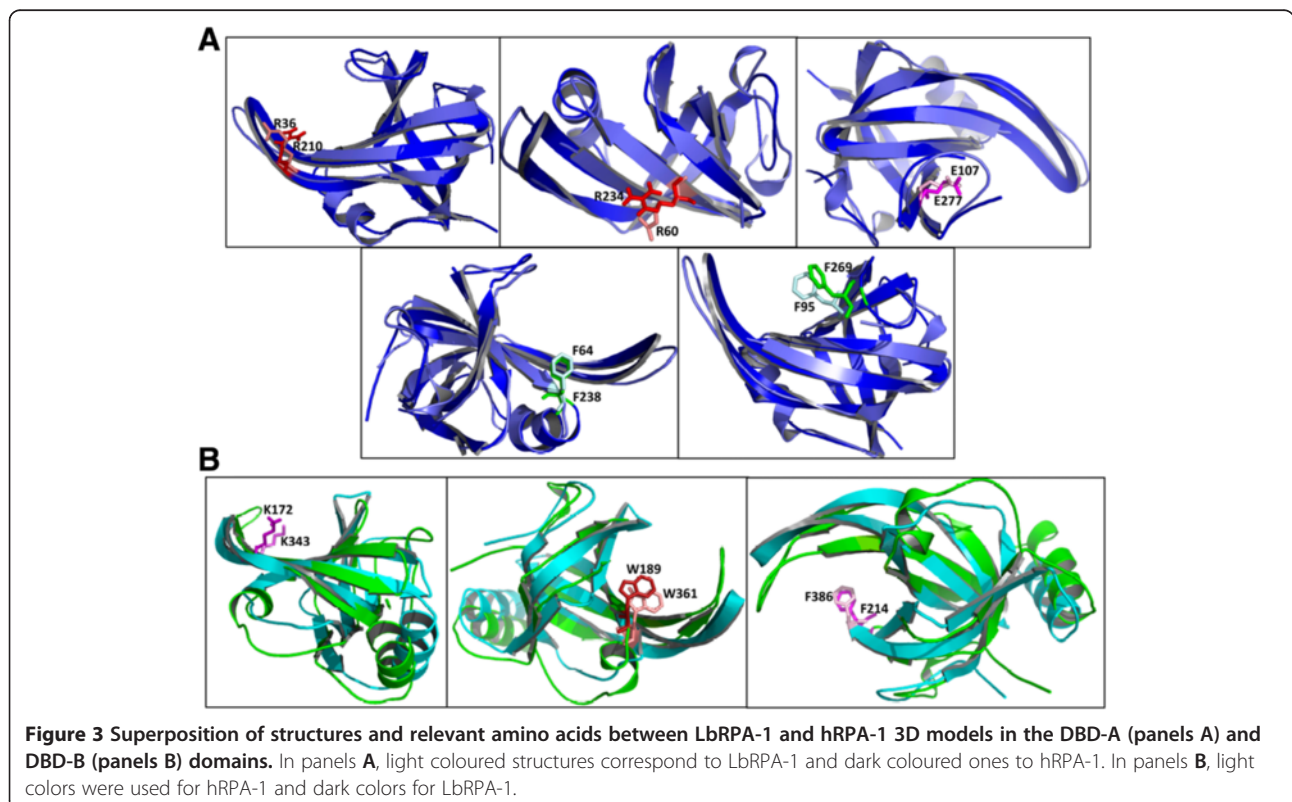 A
R36
R210
R234
R60
E107
E277
F64
F238
F269
F95
B
K172
K343
W189
W361
F386
F214
Figure 3 Superposition of structures and relevant amino acids between LbRPA-1 and hRPA-1 3D models in the DBD-A (panels A) and
DBD-B (panels B) domains. In panels A, light coloured structures correspond to LbRPA-1 and dark coloured ones to hRPA-1. In panels B, light
colors were used for hRPA-1 and dark colors for LbRPA-1.